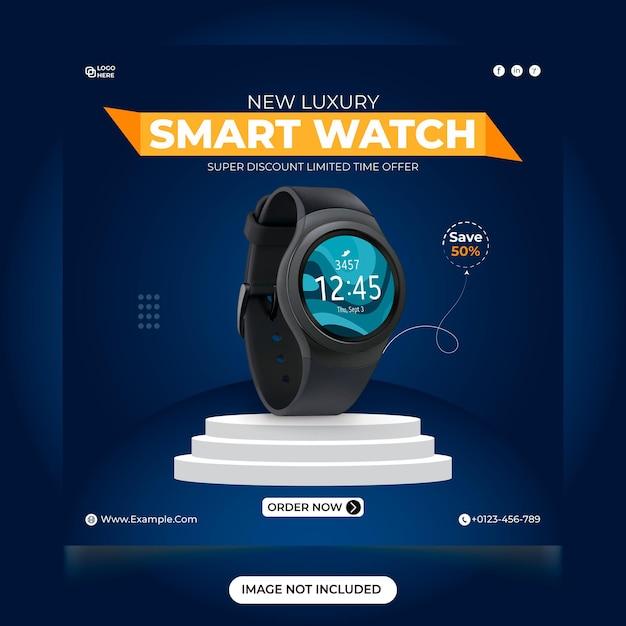 LOGO
HERE
f in
NEW LUXURY
SMART WATCH
SUPER DISCOUNT LIMITED TIME OFFER
Save
50%
3457
12:45
Thu, Sept 3
ORDER NOW
Www.Example.Com
+0123-456-789
IMAGE NOT INCLUDED